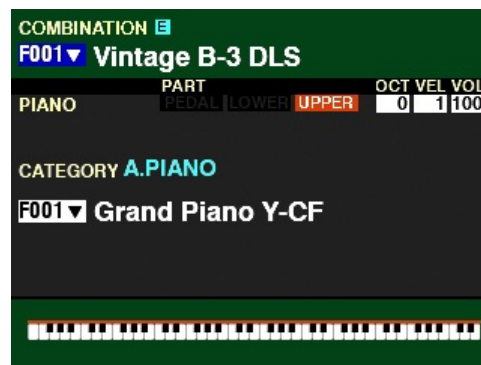 COMBINATION E
F001▼ Vintage B-3 DLS
PART OCT VEL VOL
PIANO PEDAL LOWER UPPER 0 1 100
CATEGORY A.PIANO
F001▼ Grand Piano Y-CF